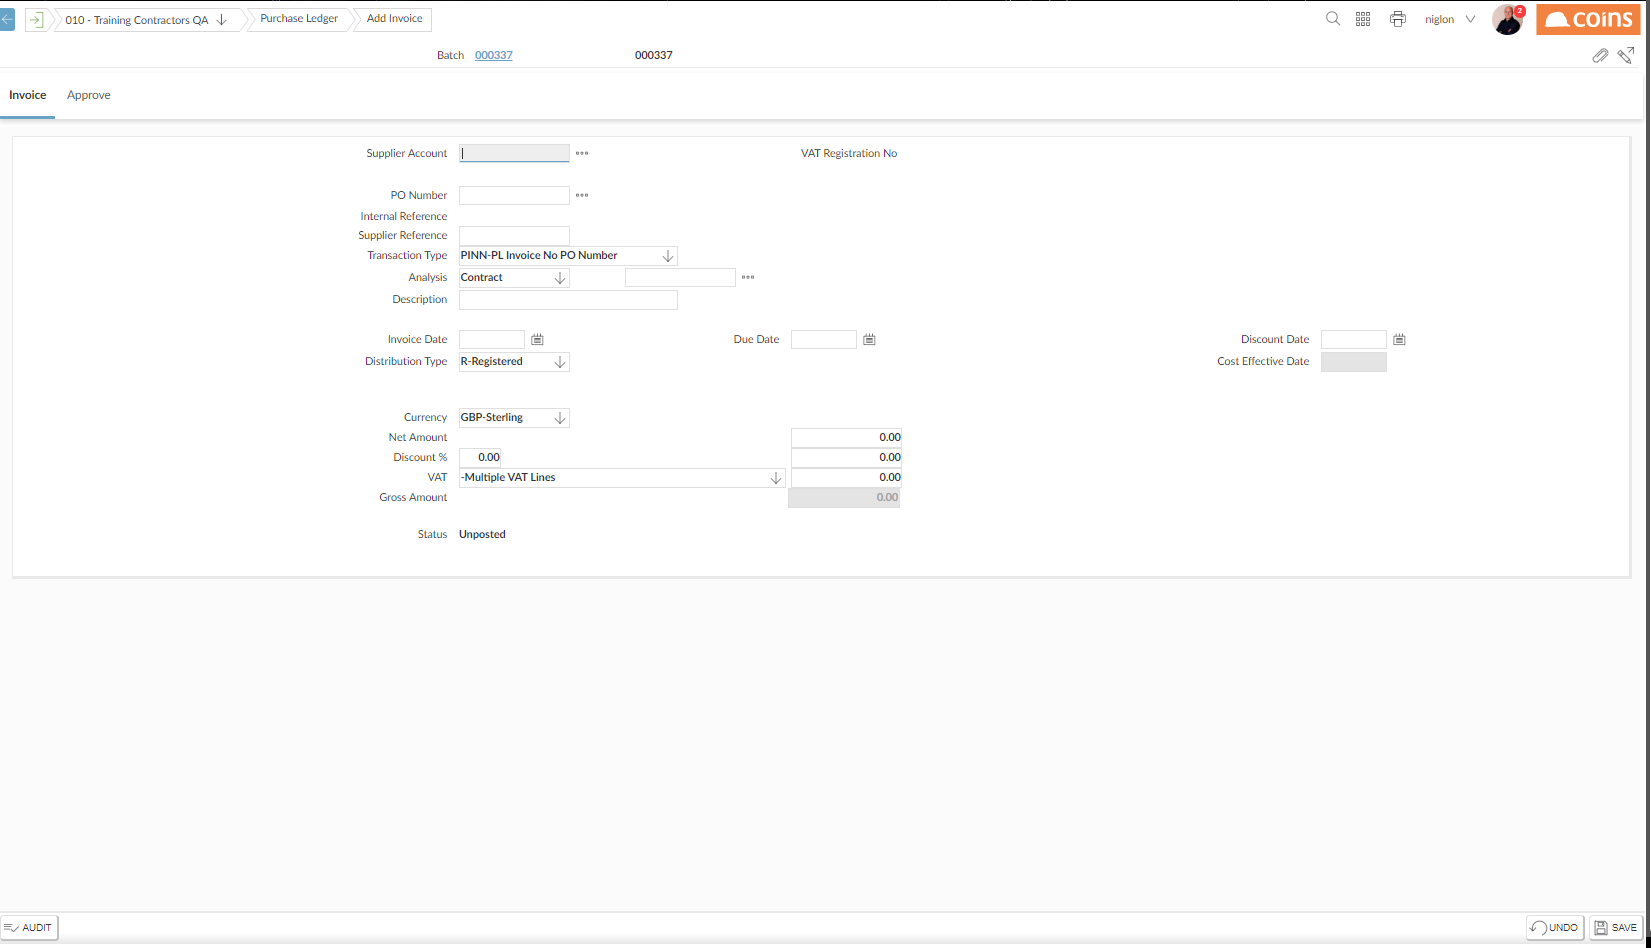 010 - Training Contractors QA
Purchase Ledger
Add Invoice
niglon
2
coins
Batch 000337 000337
Invoice
Approve
Supplier Account
VAT Registration No
PO Number
Internal Reference
Supplier Reference
Transaction Type PINN-PL Invoice No PO Number
Analysis Contract
Description
Invoice Date
Due Date
Discount Date
Distribution Type R-Registered
Cost Effective Date
Currency GBP-Sterling
Net Amount 0.00
Discount % 0.00 0.00
VAT -Multiple VAT Lines 0.00
Gross Amount 0.00
Status Unposted
AUDIT
UNDO
SAVE